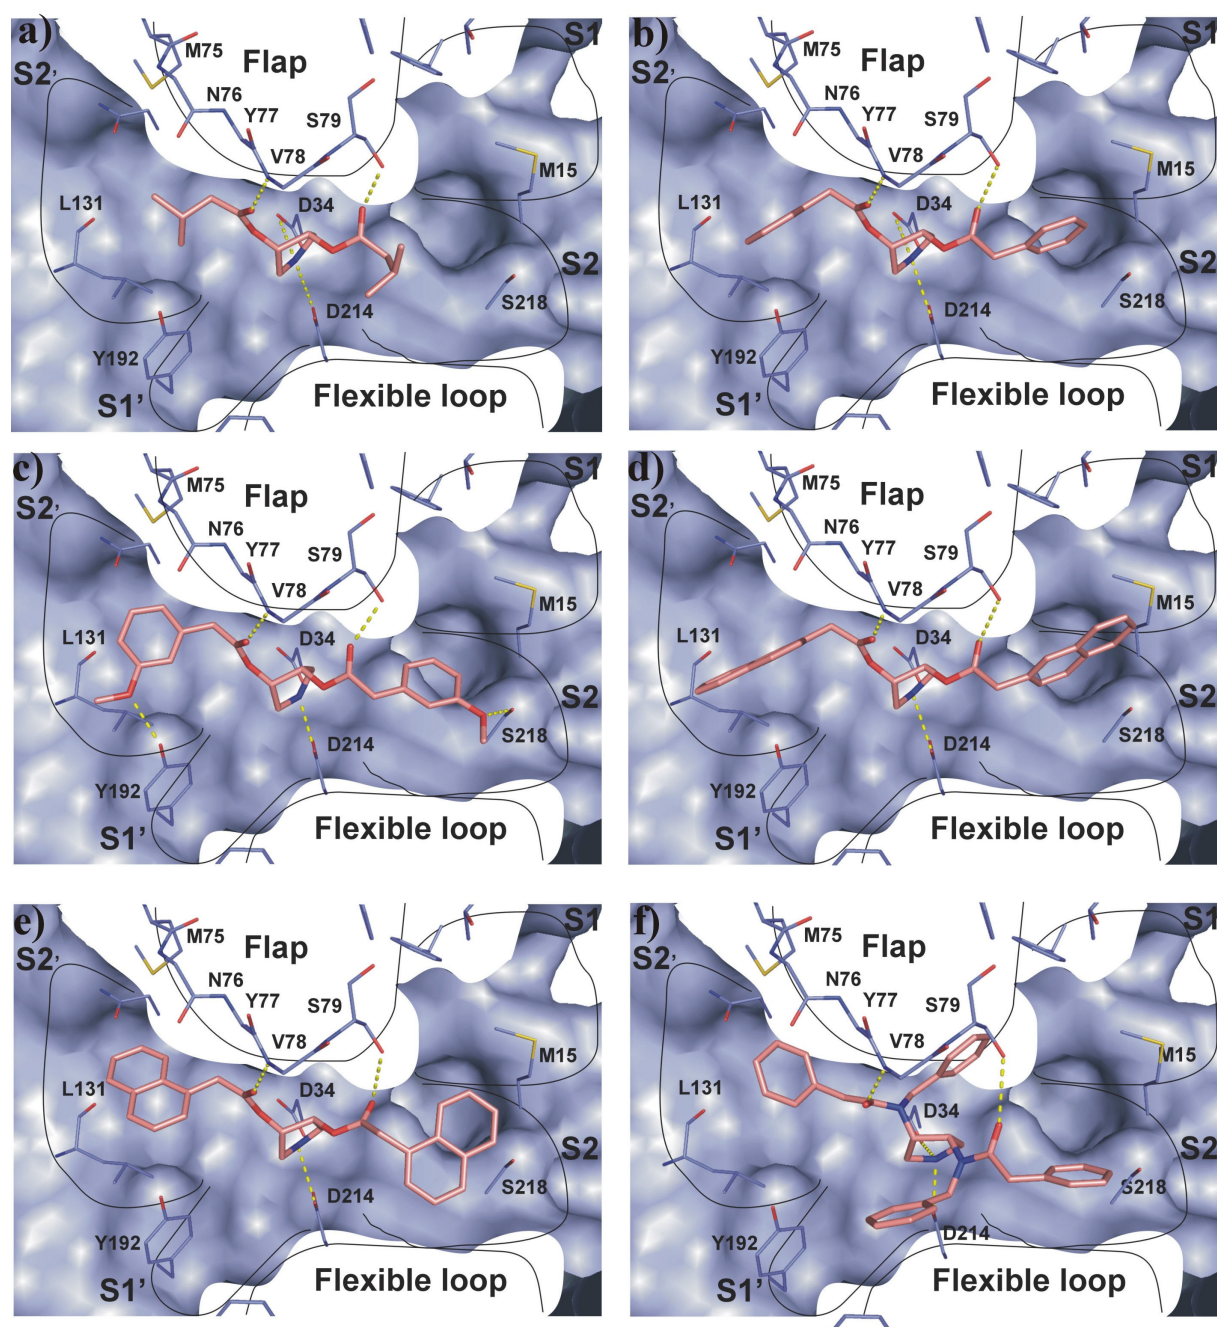 a)
S1
M75
Flap
S2'
N76
Y77
S79
V78
M15
L131
D34
S2
D214
S218
Y192
S1'
Flexible loop
b)
S1
M75
Flap
S2'
N76
Y77
S79
V78
M15
L131
D34
S2
D214
S218
Y192
S1'
Flexible loop
c)
S1
M75
Flap
S2'
N76
Y77
S79
V78
M15
L131
D34
S2
S218
D214
Y192
S1'
Flexible loop
d)
S1
M75
Flap
S2'
N76
Y77
S79
V78
M15
L131
D34
S2
S218
D214
Y192
S1'
Flexible loop
e)
S1
M75
Flap
S2'
N76
Y77
S79
V78
M15
L131
D34
S2
S218
D214
Y192
S1'
Flexible loop
f)
S1
M75
Flap
S2'
N76
Y77
S79
V78
M15
L131
D34
S2
S218
D214
Y192
S1'
Flexible loop